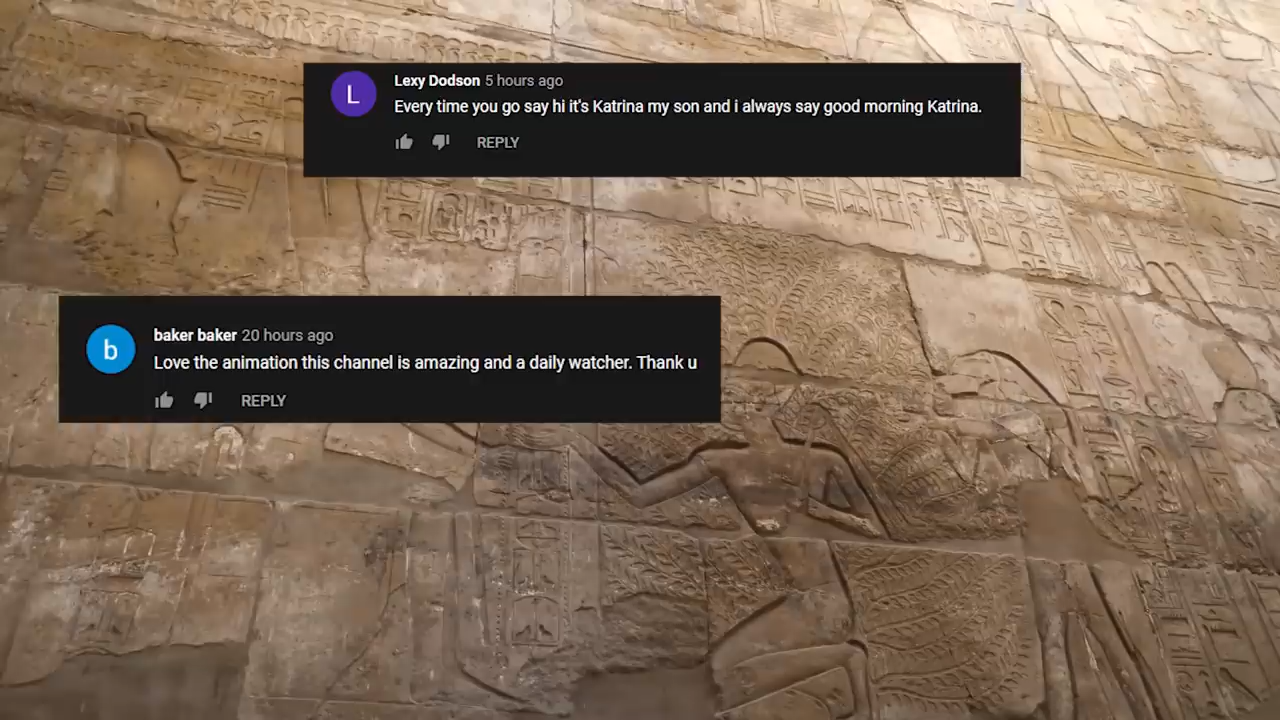 L
Lexy Dodson 5 hours ago
Every time you go say hi it's Katrina my son and i always say good morning Katrina.
REPLY
b
baker baker 20 hours ago
Love the animation this channel is amazing and a daily watcher. Thank u
REPLY